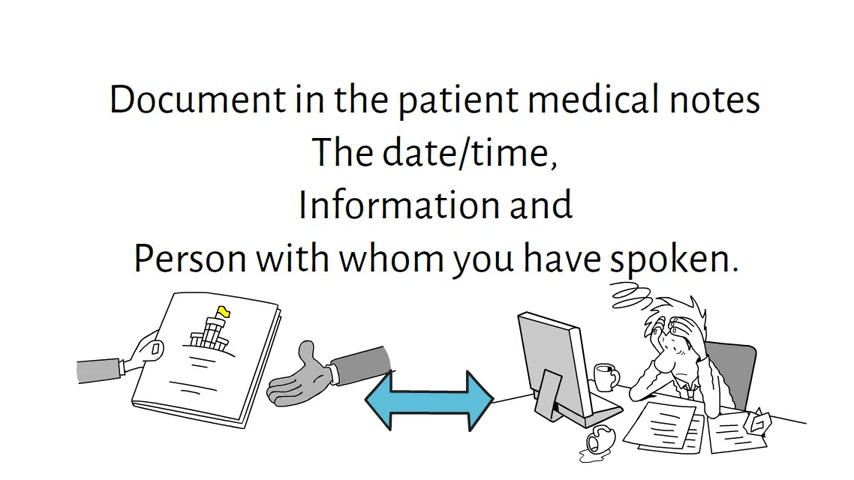 Document in the patient medical notes
The date/time,
Information and
Person with whom you have spoken.